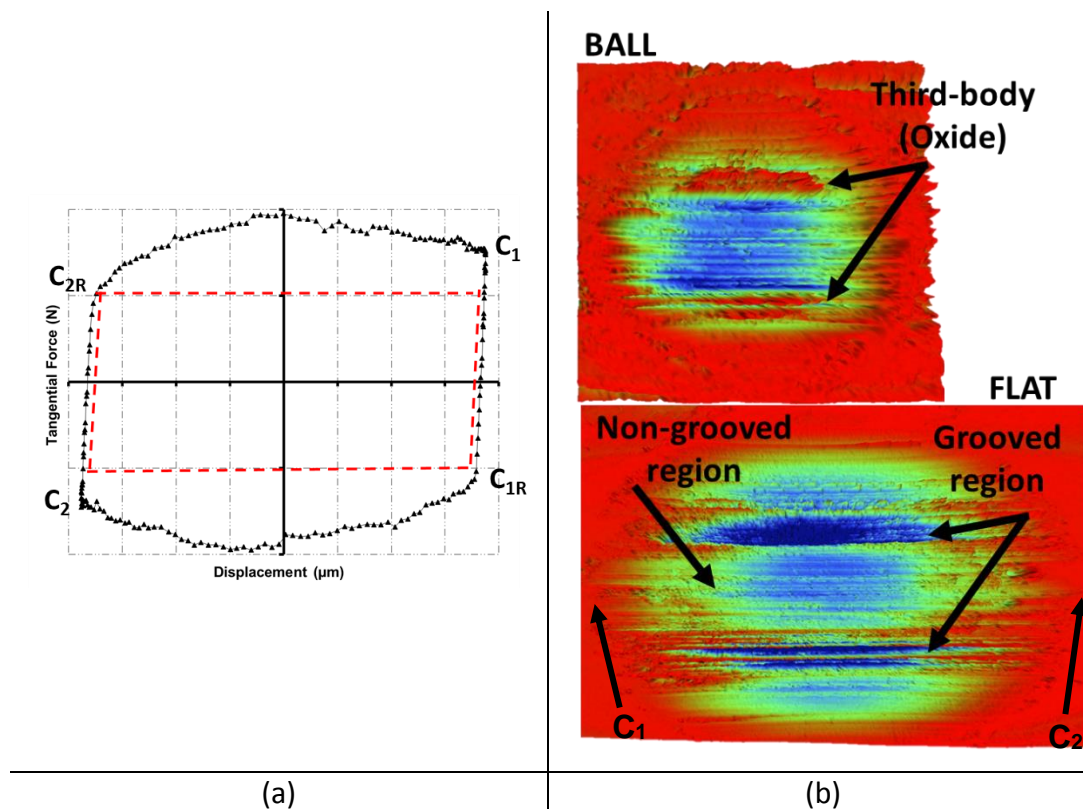 C1
C2R
Tangential Force (N)
C2
C1R
Displacement (µm)
(a)
BALL
Third-body
(Oxide)
FLAT
Non-grooved
region
Grooved
region
C1
C2
(b)